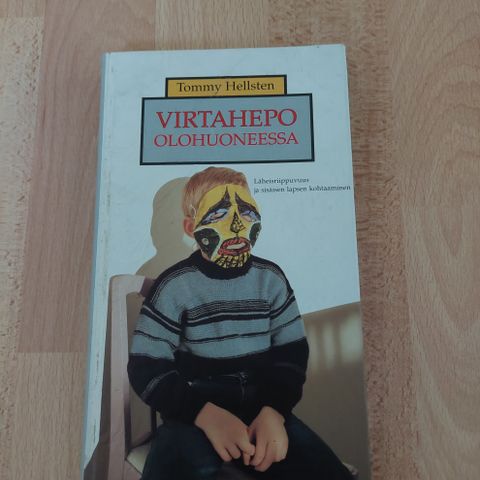 Tommy Hellsten
VIRTAHEPO
OLOHUONEESSA
Läheisriippuvuus
ja sisäisen lapsen kohtaaminen